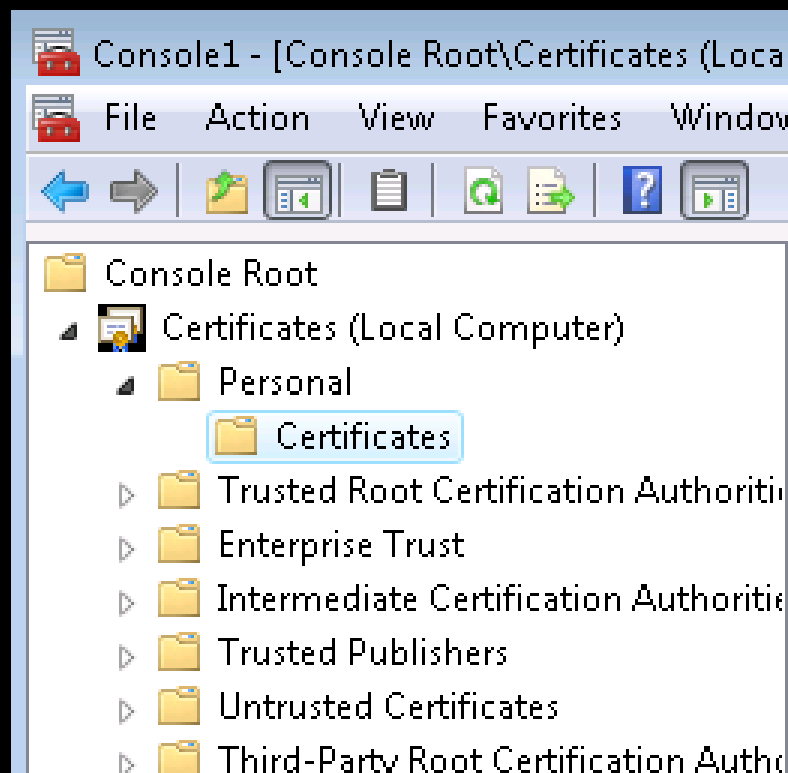 Console1 - [Console Root\Certificates (Loca
File Action View Favorites Window
Console Root
Certificates (Local Computer)
Personal
Certificates
Trusted Root Certification Authoriti
Enterprise Trust
Intermediate Certification Authoritie
Trusted Publishers
Untrusted Certificates
Third-Party Root Certification Autho